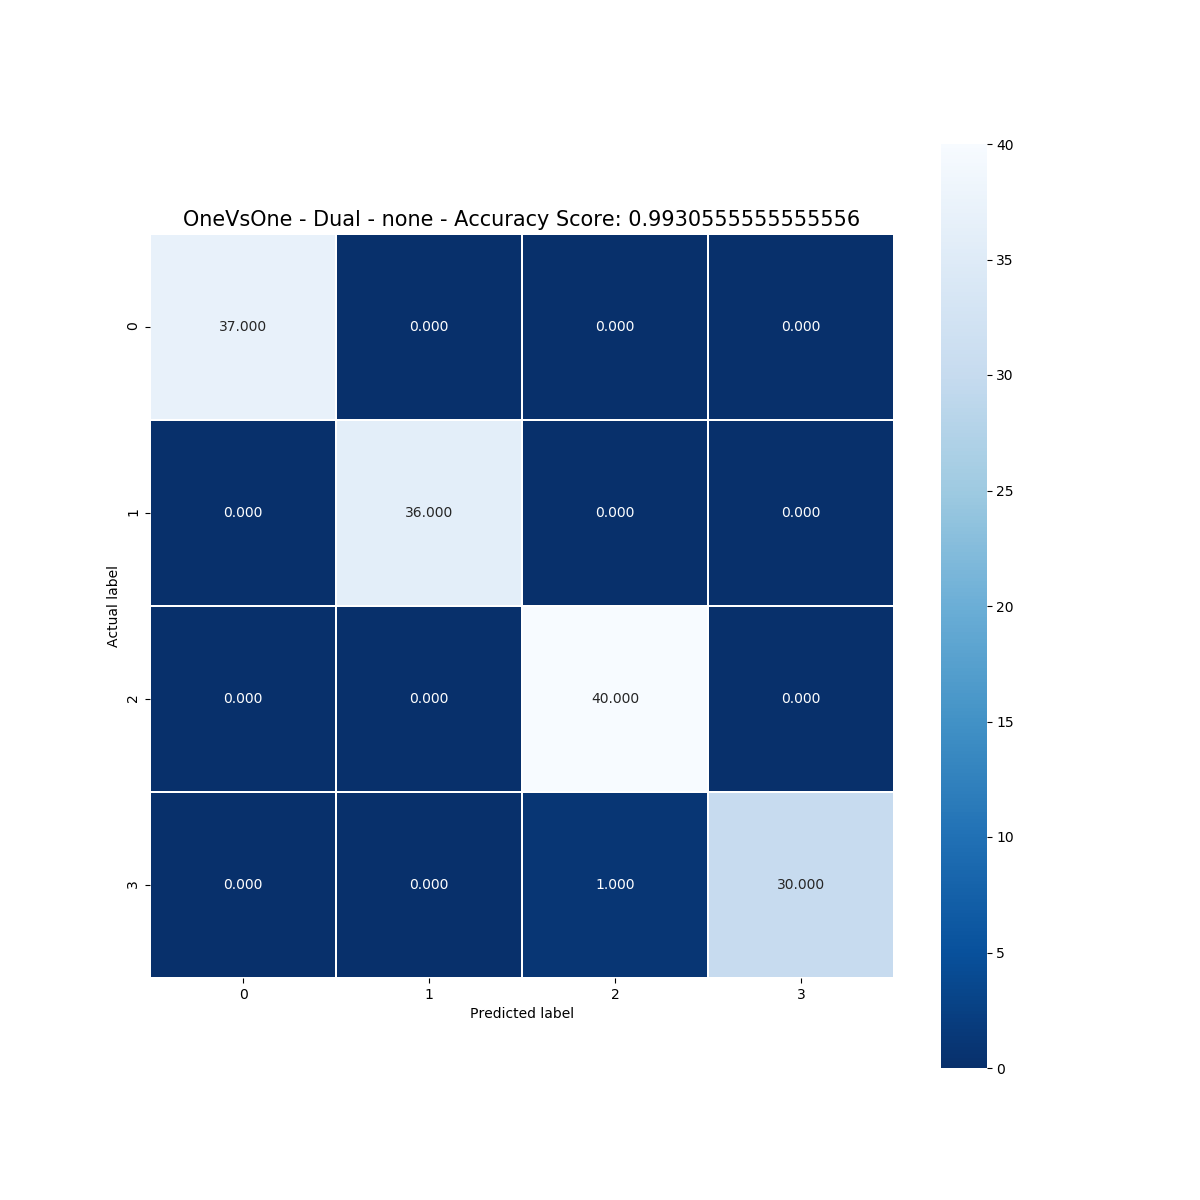 OneVsOne - Dual - none - Accuracy Score: 0.9930555555555556
40
35
30
25
20
15
10
5
0
Actual label
0 37.000 0.000 0.000 0.000
1 0.000 36.000 0.000 0.000
2 0.000 0.000 40.000 0.000
3 0.000 0.000 1.000 30.000
0 1 2 3
Predicted label